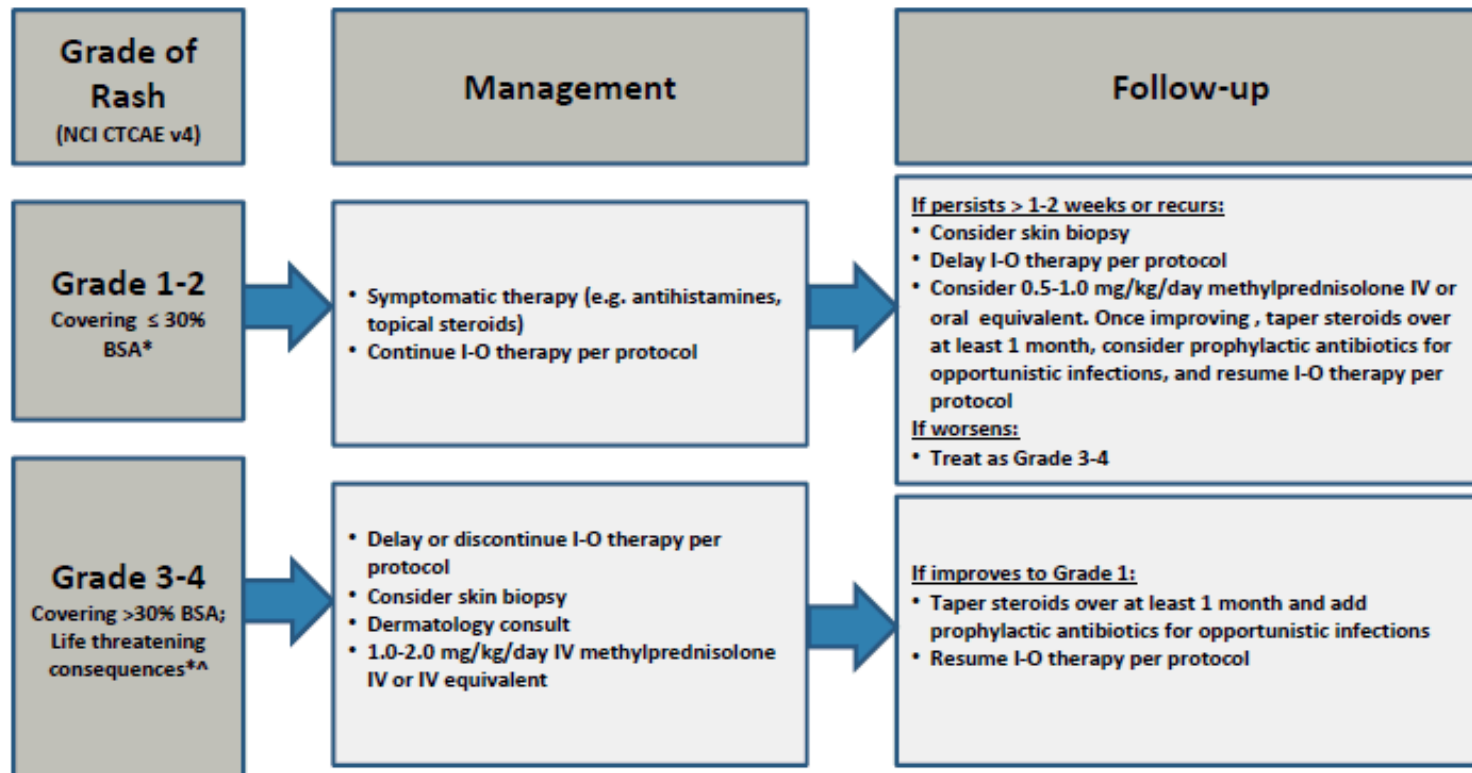 Grade of
Rash
(NCI CTCAE v4)
Management
Follow-up
Grade 1-2
Covering ≤ 30%
BSA*
• Symptomatic therapy (e.g. antihistamines,
topical steroids)
• Continue I-O therapy per protocol
If persists > 1-2 weeks or recurs:
• Consider skin biopsy
• Delay I-O therapy per protocol
• Consider 0.5-1.0 mg/kg/day methylprednisolone IV or
oral equivalent. Once improving , taper steroids over
at least 1 month, consider prophylactic antibiotics for
opportunistic infections, and resume I-O therapy per
protocol
If worsens:
• Treat as Grade 3-4
Grade 3-4
Covering >30% BSA;
Life threatening
consequences*^
• Delay or discontinue I-O therapy per
protocol
• Consider skin biopsy
• Dermatology consult
• 1.0-2.0 mg/kg/day IV methylprednisolone
IV or IV equivalent
If improves to Grade 1:
• Taper steroids over at least 1 month and add
prophylactic antibiotics for opportunistic infections
• Resume I-O therapy per protocol